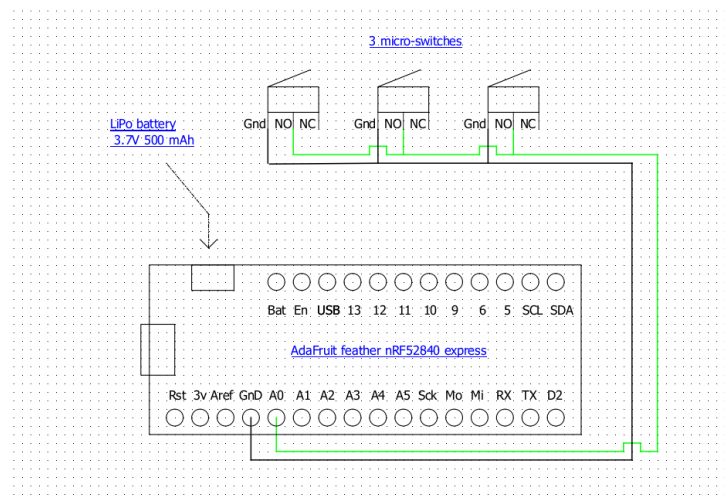 3 micro-switches
Gnd NO NC Gnd NO NC Gnd NO NC
LiPo battery
3.7V 500 mAh
Bat En USB 13 12 11 10 9 6 5 SCL SDA
AdaFruit feather nRF52840 express
Rst 3v Aref GnD A0 A1 A2 A3 A4 A5 Sck Mo Mi RX TX D2